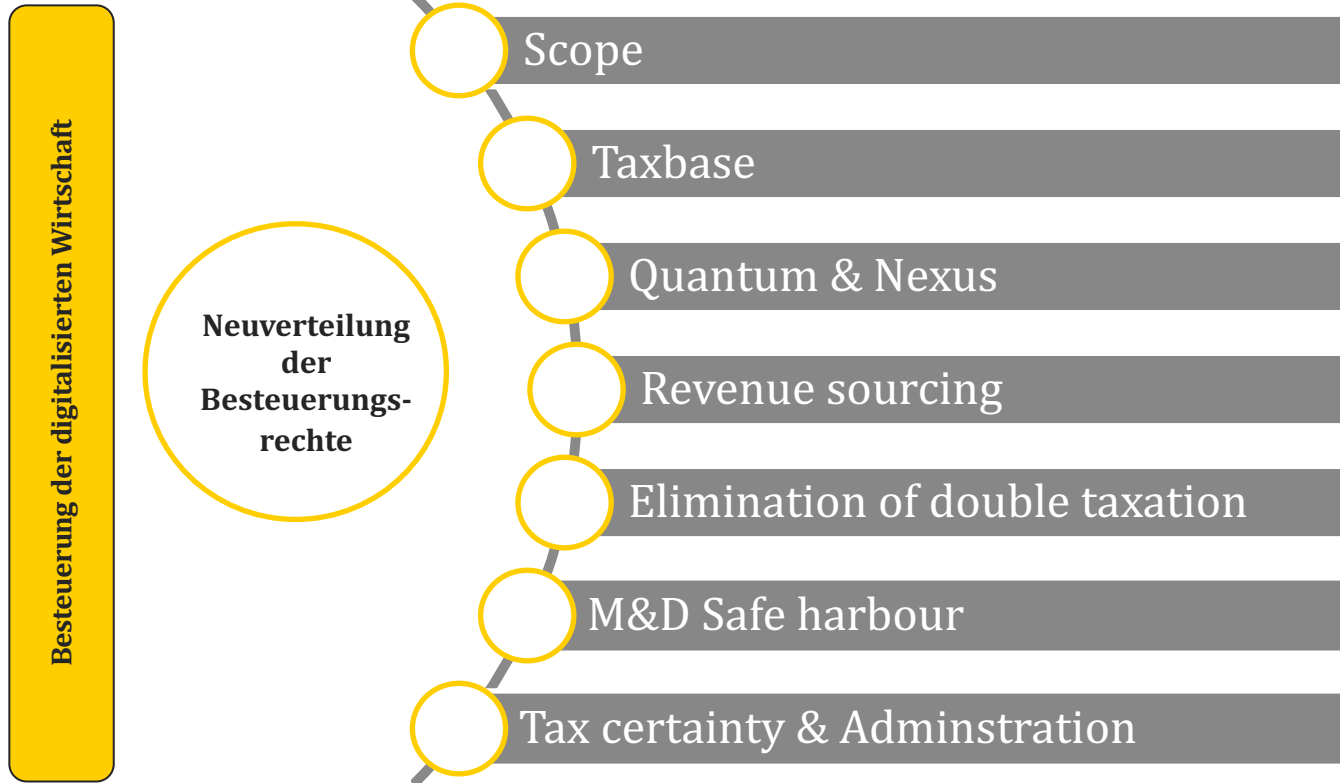 Besteuerung der digitalisierten Wirtschaft
Neuverteilung
der
Besteuerungs-
rechte
Scope
Taxbase
Quantum & Nexus
Revenue sourcing
Elimination of double taxation
M&D Safe harbour
Tax certainty & Adminstration